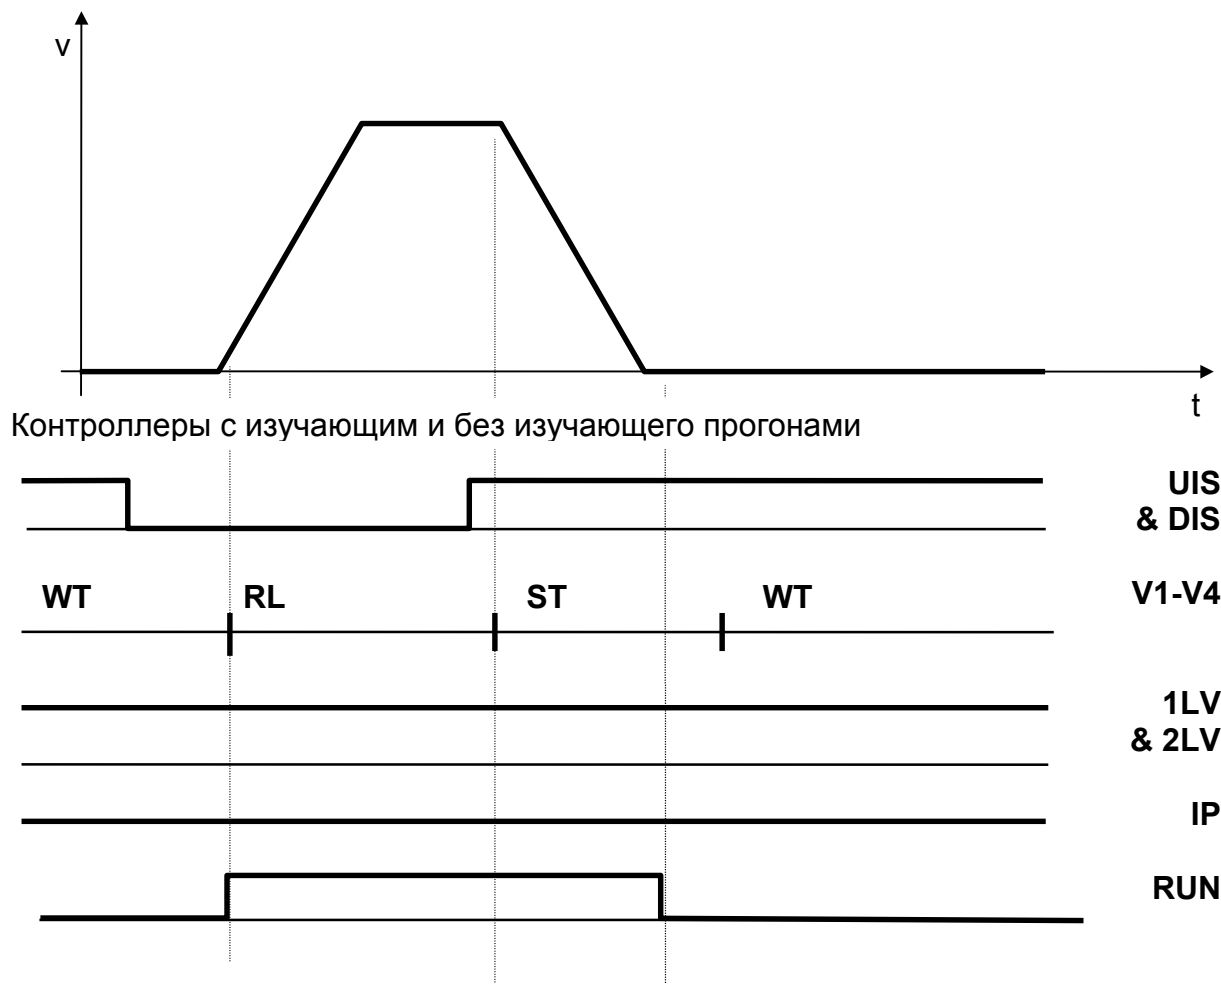 v
t
Контроллеры с изучающим и без изучающего прогонами
UIS
& DIS
WT RL ST WT V1-V4
1LV
& 2LV
IP
RUN